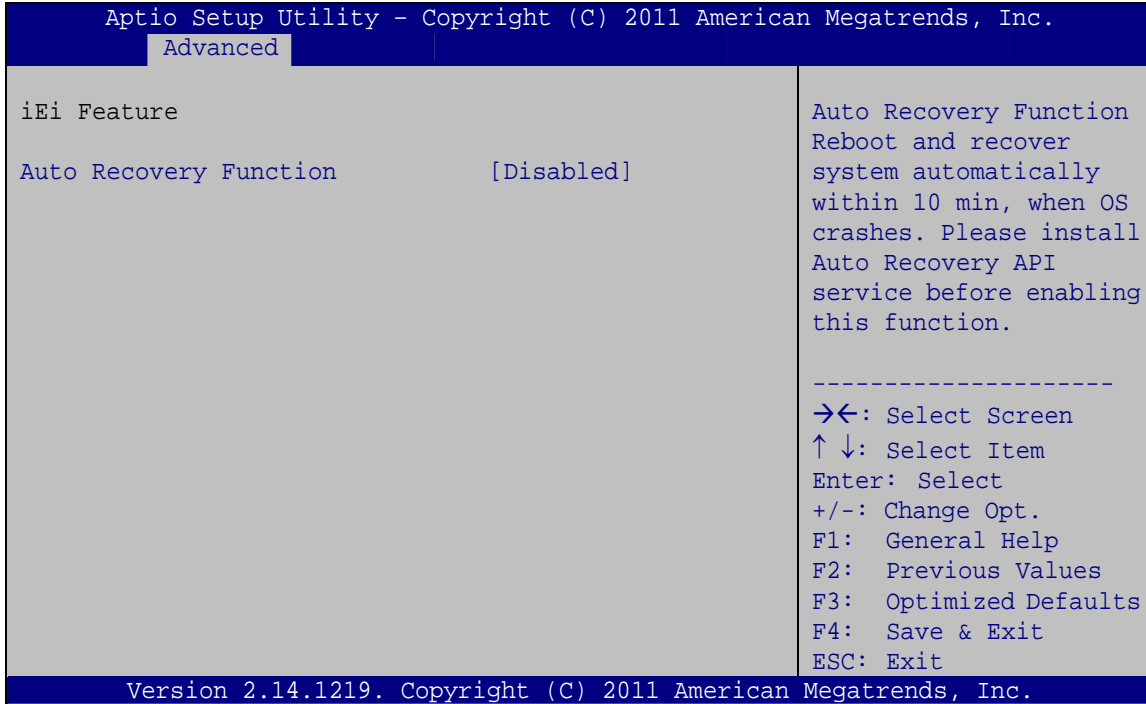 Aptio Setup Utility – Copyright (C) 2011 American Megatrends, Inc.
Advanced
iEi Feature
Auto Recovery Function [Disabled]
Auto Recovery Function
Reboot and recover
system automatically
within 10 min, when OS
crashes. Please install
Auto Recovery API
service before enabling
this function.
---------------------
→←: Select Screen
↑ ↓: Select Item
Enter: Select
+/-: Change Opt.
F1: General Help
F2: Previous Values
F3: Optimized Defaults
F4: Save & Exit
ESC: Exit
Version 2.14.1219. Copyright (C) 2011 American Megatrends, Inc.